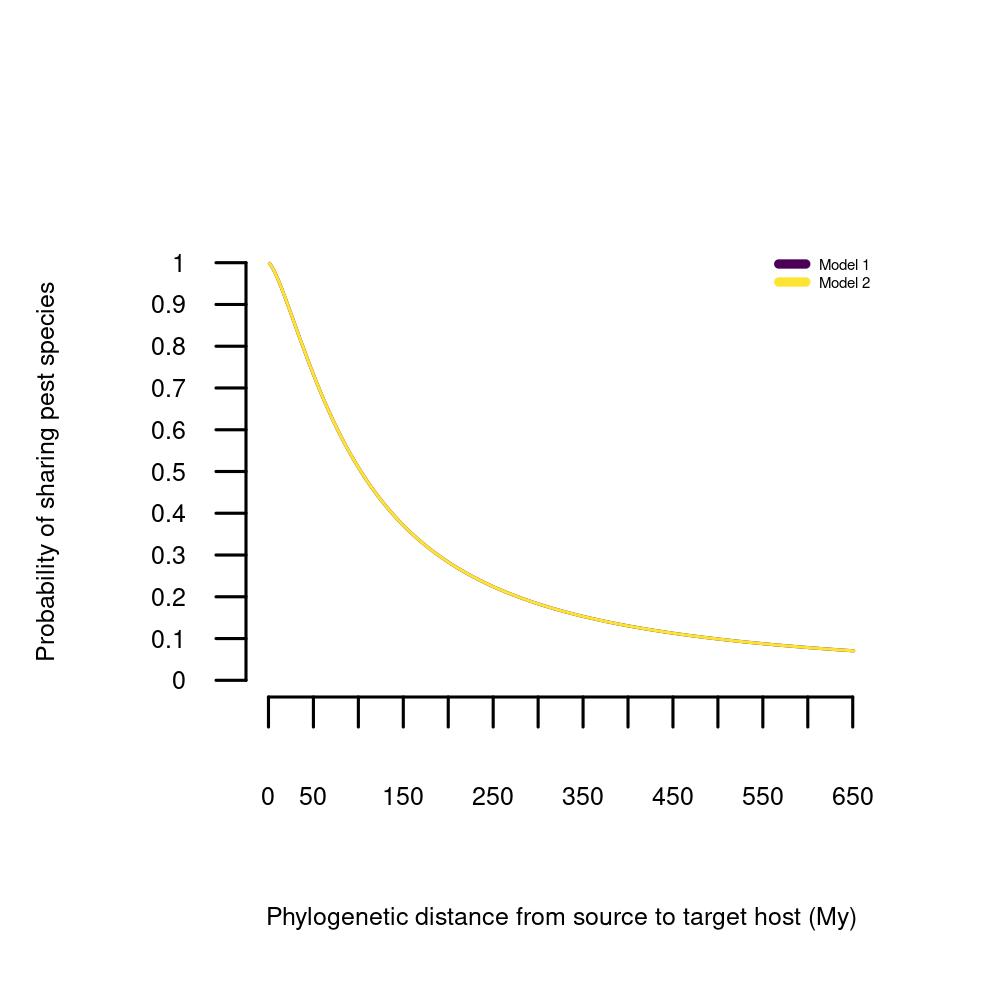 Probability of sharing pest species
1
0.9
0.8
0.7
0.6
0.5
0.4
0.3
0.2
0.1
0
Model 1
Model 2
0 50 150 250 350 450 550 650
Phylogenetic distance from source to target host (My)